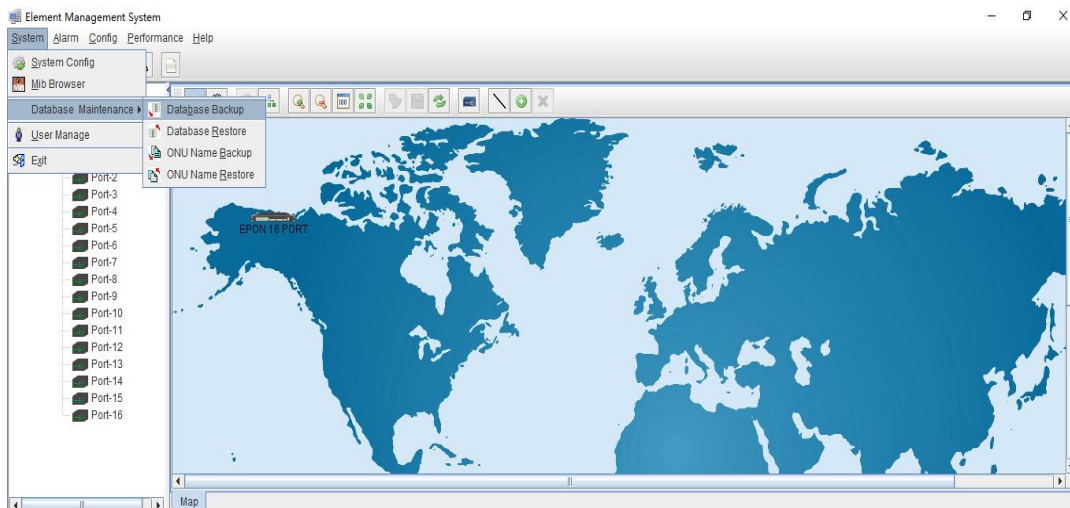 Element Management System
System Alarm Config Performance Help
System Config
Mib Browser
Database Maintenance
User Manage
Exit
Database Backup
Database Restore
ONU Name Backup
ONU Name Restore
100
Port-2
Port-3
Port-4
Port-5
Port-6
Port-7
Port-8
Port-9
Port-10
Port-11
Port-12
Port-13
Port-14
Port-15
Port-16
EPON 16 PORT
Map